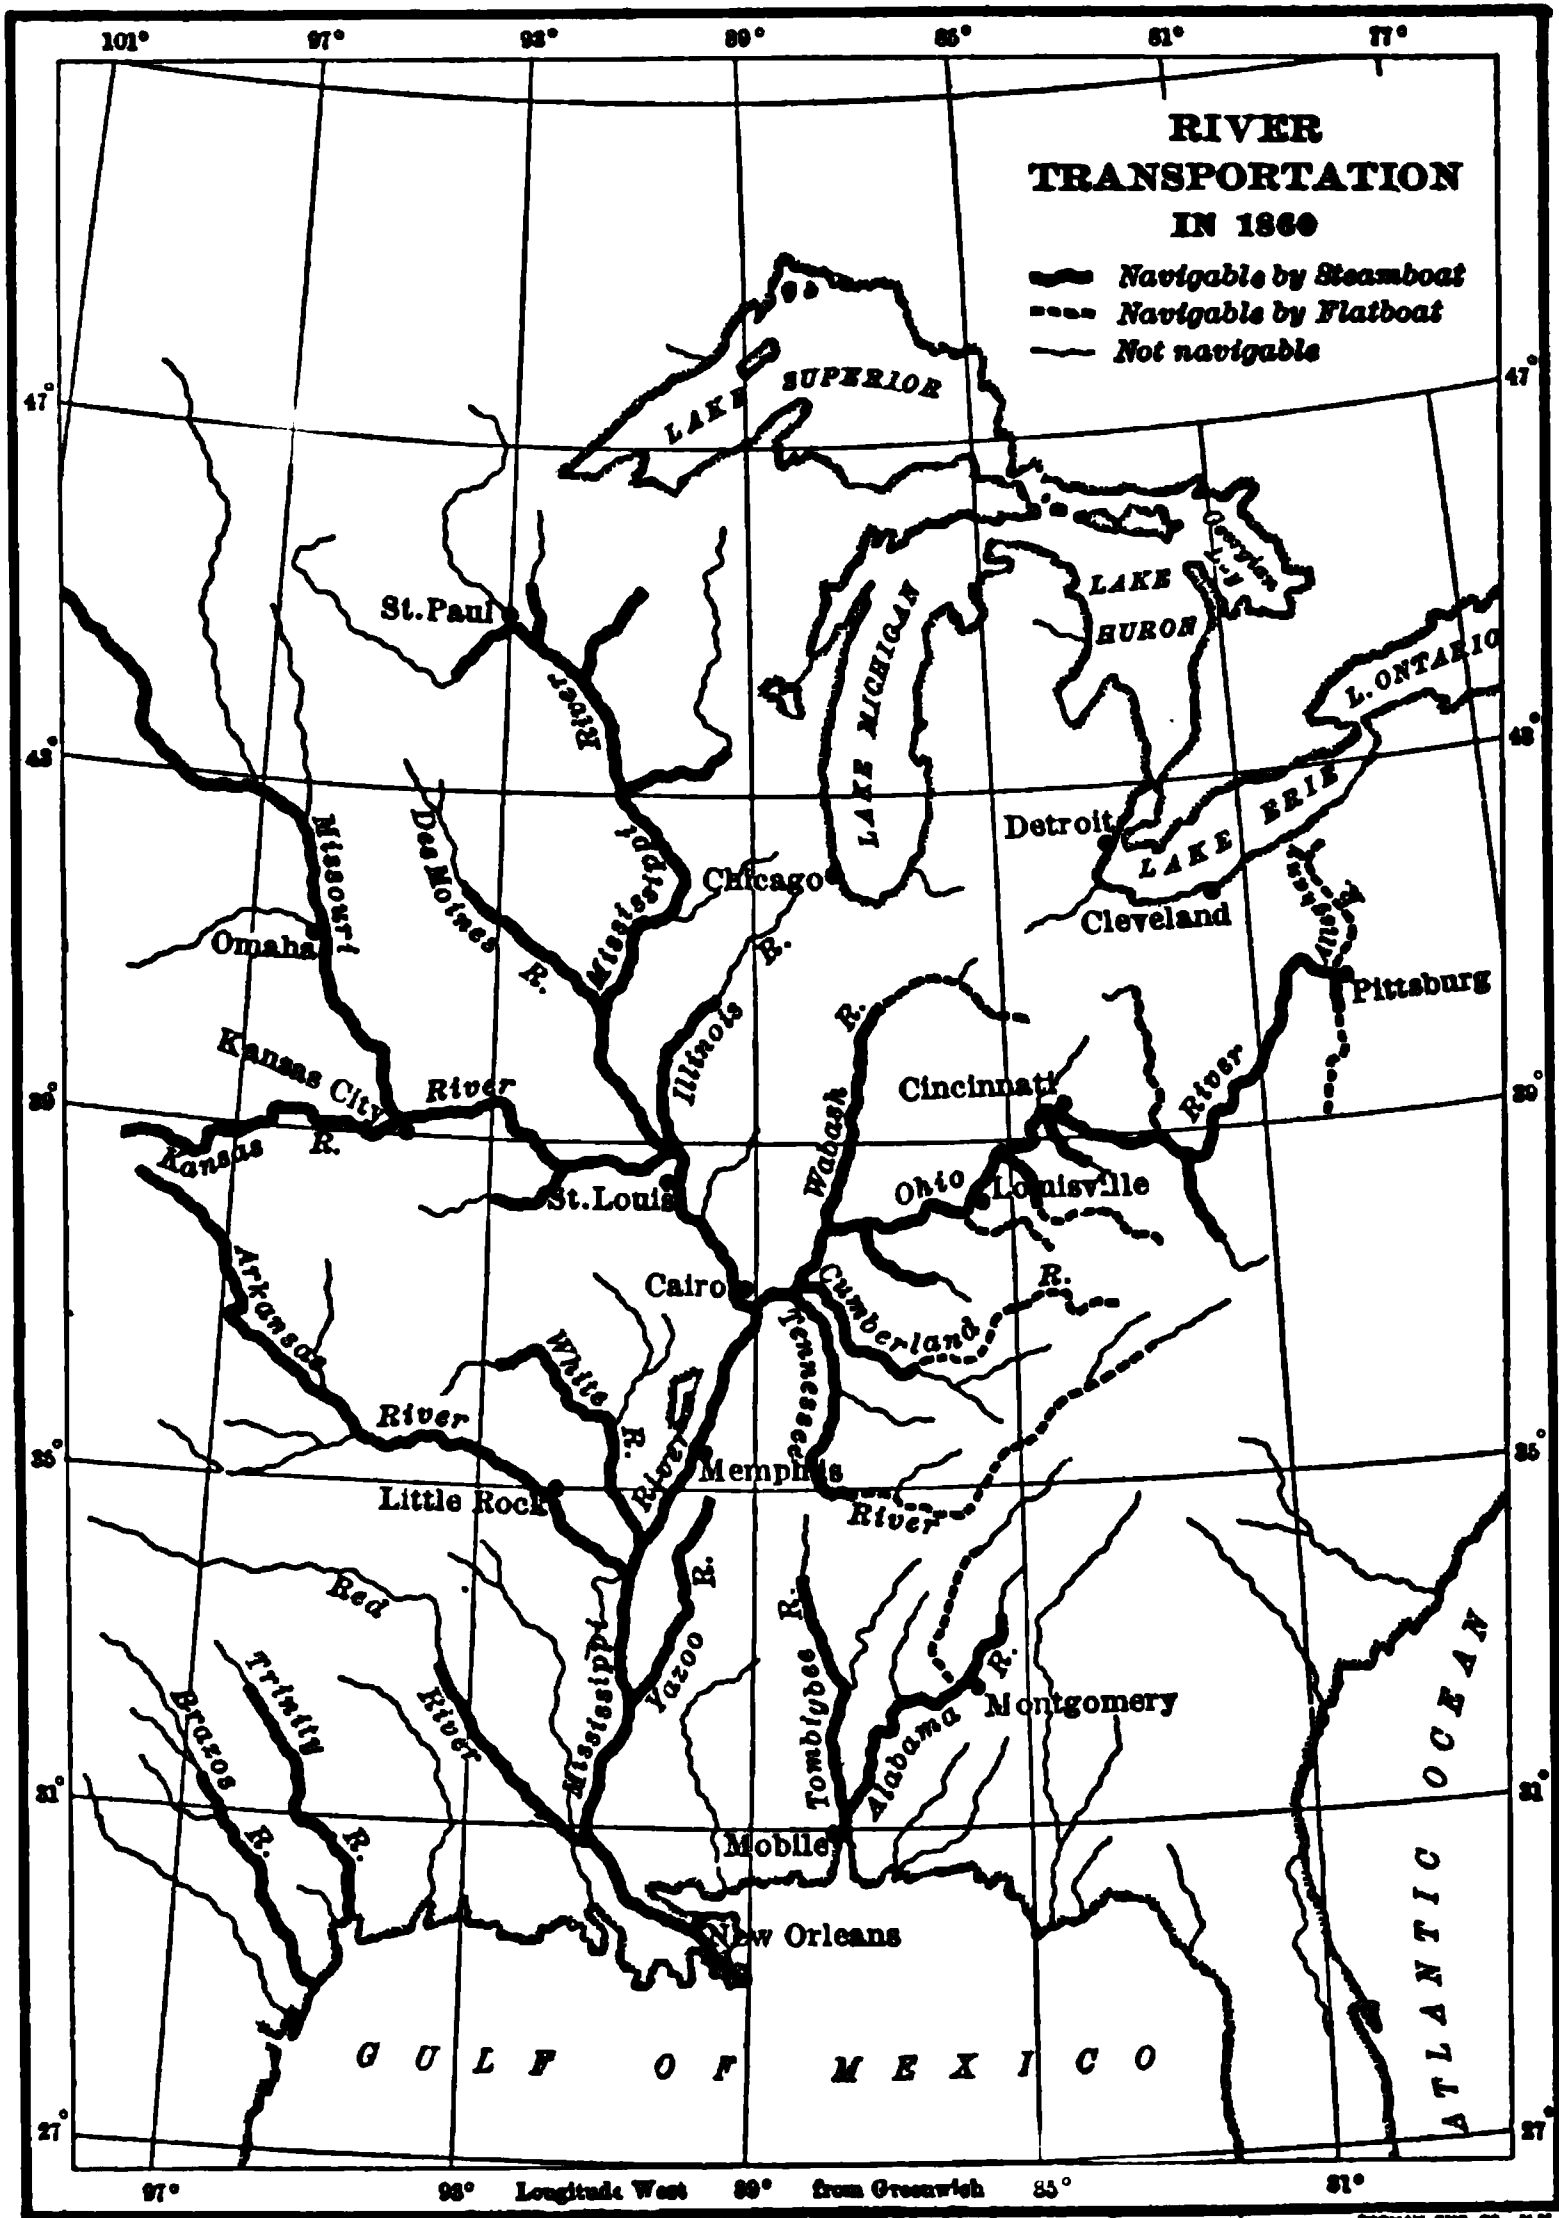 101° 97° 93° 89° 85° 81° 77°
RIVER
TRANSPORTATION
IN 1860
Navigable by Steamboat
Navigable by Flatboat
Not navigable
47°
47°
LAKE SUPERIOR
Georgian
LAKE
HURON
St. Paul
River
LAKE MICHIGAN
L. ONTARIO
43°
43°
Missouri
Des Moines R.
Mississippi
Chicago
Detroit
LAKE ERIE
Cleveland
Allegheny R.
Omaha
Pittsburg
Illinois R.
Wabash R.
Kansas City
River
Cincinnati
River
39°
39°
Kansas R.
St. Louis
Ohio
Louisville
Arkansas
Cairo
Cumberland R.
White R.
Tennessee
River
River
35°
35°
Memphis
Little Rock
River
Red
R.
R.
Mississippi
Yazoo
Tombigbee
R.
Trinity
Brazos
River
Montgomery
Alabama
31°
31°
R.
R.
Mobile
New Orleans
ATLANTIC OCEAN
GULF OF MEXICO
27°
27°
97° 93° Longitude West 89° from Greenwich 85° 81°